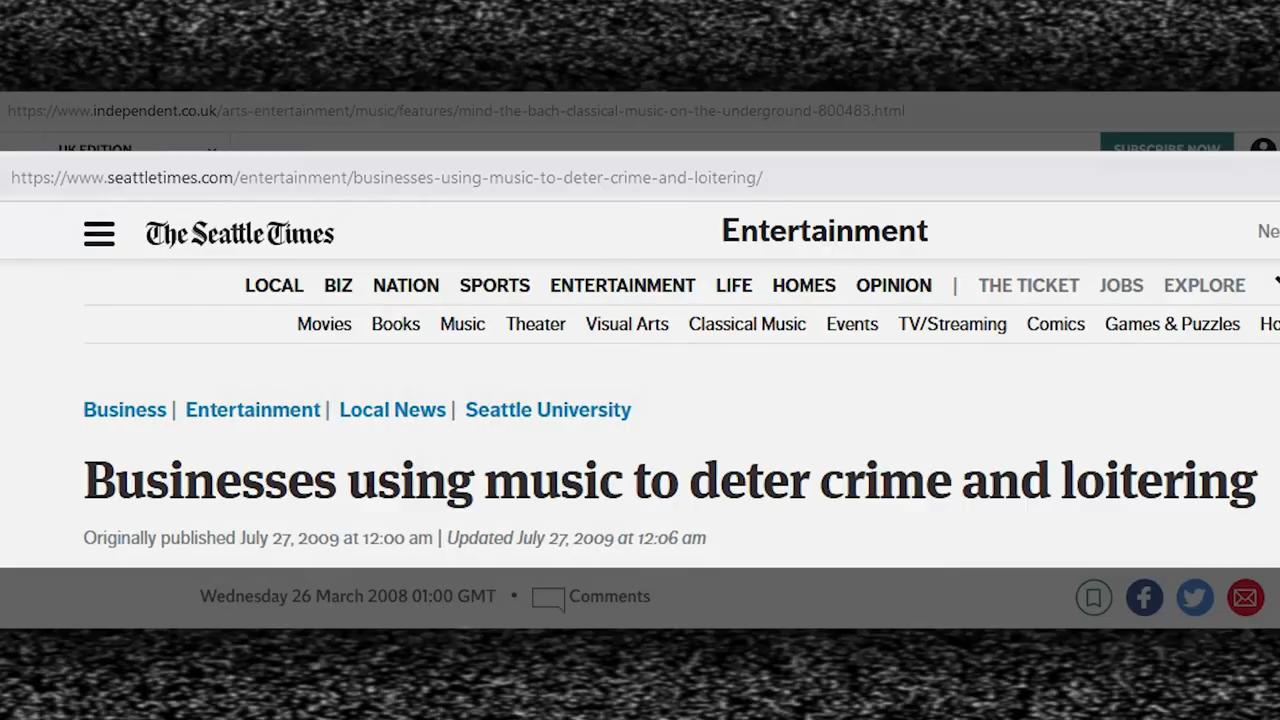 https://www.independent.co.uk/arts-entertainment/music/features/mind-the-bach-classical-music-on-the-underground-800483.html
UK EDITION
SUBSCRIBE NOW
https://www.seattletimes.com/entertainment/businesses-using-music-to-deter-crime-and-loitering/
The Seattle Times
Entertainment
Ne
LOCAL BIZ NATION SPORTS ENTERTAINMENT LIFE HOMES OPINION | THE TICKET JOBS EXPLORE
Movies Books Music Theater Visual Arts Classical Music Events TV/Streaming Comics Games & Puzzles Ho
Business | Entertainment | Local News | Seattle University
Businesses using music to deter crime and loitering
Originally published July 27, 2009 at 12:00 am | Updated July 27, 2009 at 12:06 am
Wednesday 26 March 2008 01:00 GMT • Comments